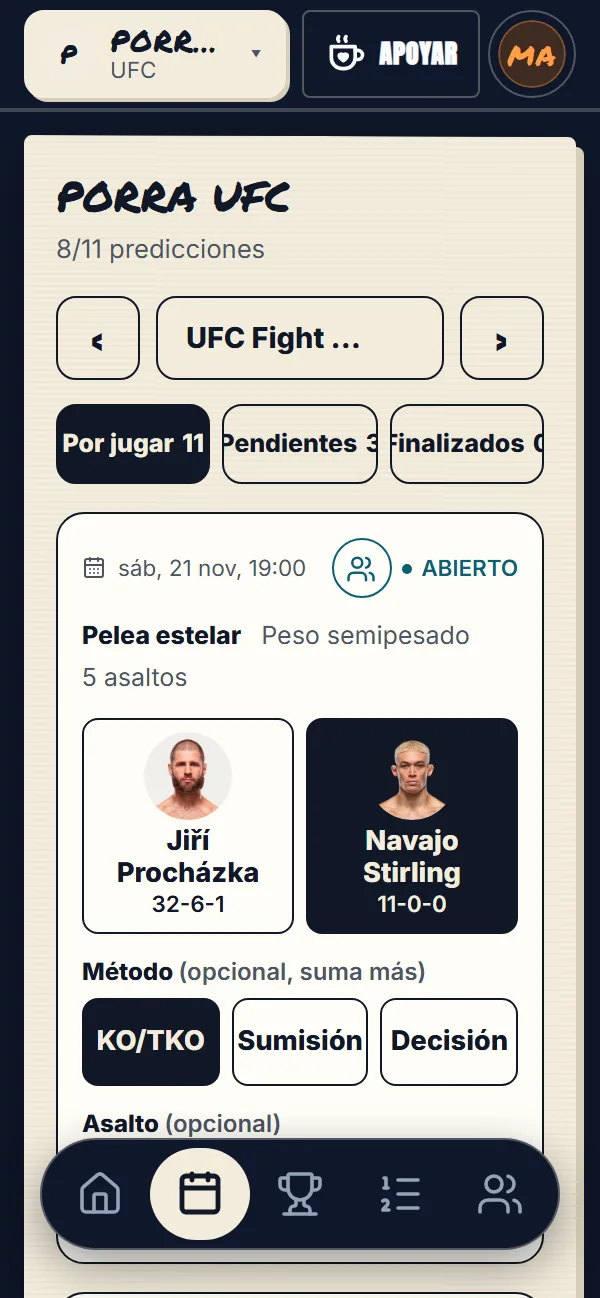 P
PORR...
UFC
APOYAR
MA
PORRA UFC
8/11 predicciones
‹
UFC Fight ...
›
Por jugar 11
Pendientes 3
Finalizados 0
sáb, 21 nov, 19:00
ABIERTO
Pelea estelar Peso semipesado
5 asaltos
Jiří
Procházka
32-6-1
Navajo
Stirling
11-0-0
Método (opcional, suma más)
KO/TKO
Sumisión
Decisión
Asalto (opcional)